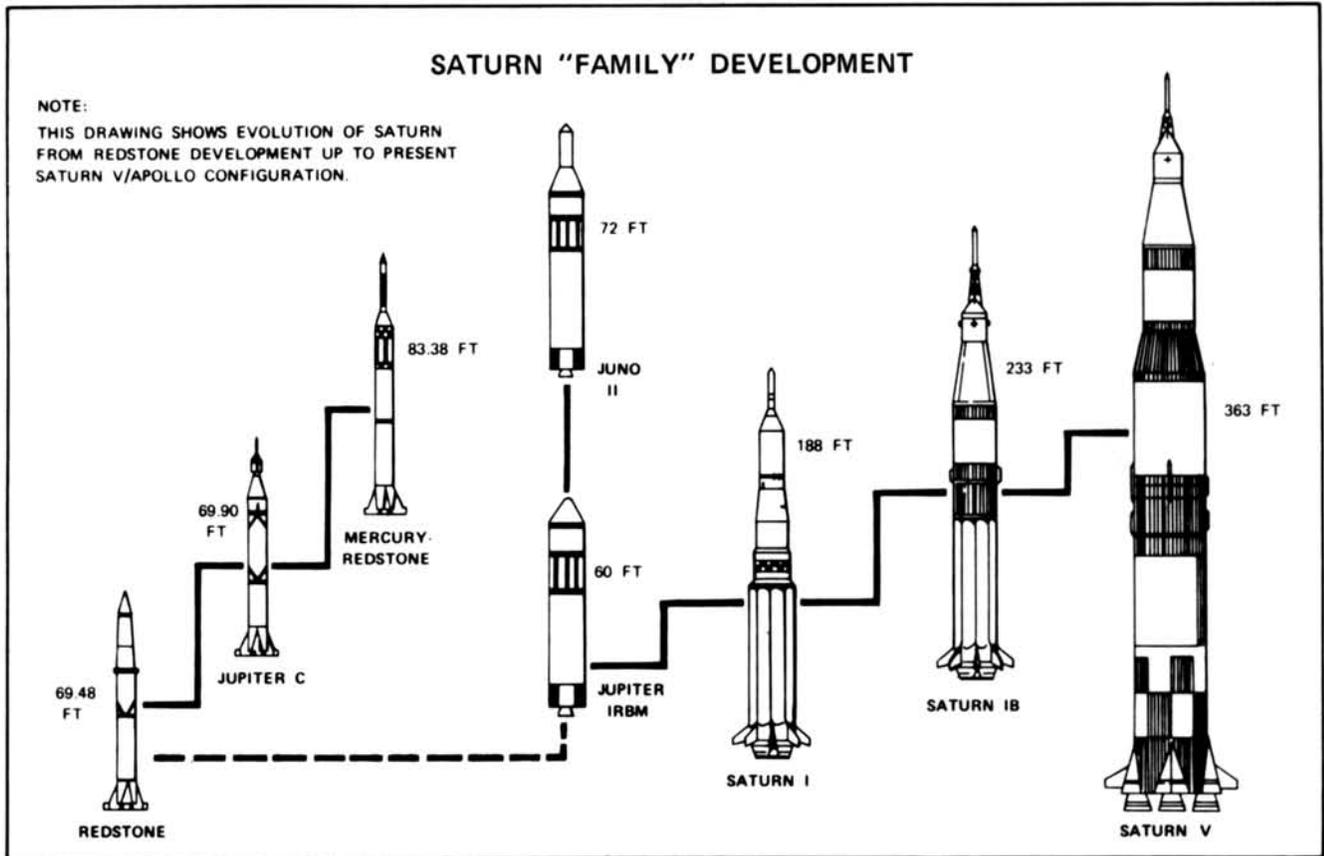 SATURN "FAMILY" DEVELOPMENT
NOTE:
THIS DRAWING SHOWS EVOLUTION OF SATURN
FROM REDSTONE DEVELOPMENT UP TO PRESENT
SATURN V/APOLLO CONFIGURATION.
69.48
FT
REDSTONE
69.90
FT
JUPITER C
83.38 FT
MERCURY-
REDSTONE
72 FT
JUNO
II
60 FT
JUPITER
IRBM
188 FT
SATURN I
233 FT
SATURN IB
363 FT
SATURN V